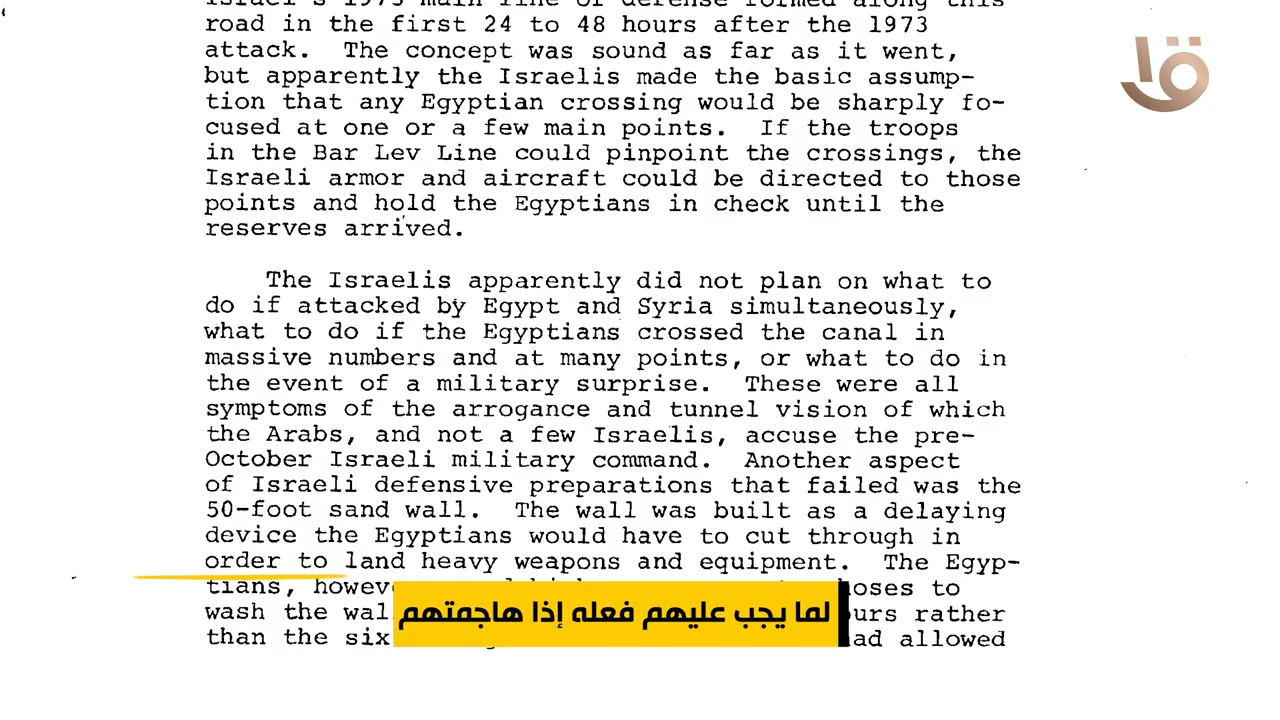 Israel's 1973 main line of defense formed along this
road in the first 24 to 48 hours after the 1973
attack. The concept was sound as far as it went,
but apparently the Israelis made the basic assump-
tion that any Egyptian crossing would be sharply fo-
cused at one or a few main points. If the troops
in the Bar Lev Line could pinpoint the crossings, the
Israeli armor and aircraft could be directed to those
points and hold the Egyptians in check until the
reserves arrived.
The Israelis apparently did not plan on what to
do if attacked by Egypt and Syria simultaneously,
what to do if the Egyptians crossed the canal in
massive numbers and at many points, or what to do in
the event of a military surprise. These were all
symptoms of the arrogance and tunnel vision of which
the Arabs, and not a few Israelis, accuse the pre-
October Israeli military command. Another aspect
of Israeli defensive preparations that failed was the
50-foot sand wall. The wall was built as a delaying
device the Egyptians would have to cut through in
order to land heavy weapons and equipment. The Egyp-
tians, hoses to
wash the rather
than the six allowed
لما يجب عليهم فعله إذا هاجمتهم